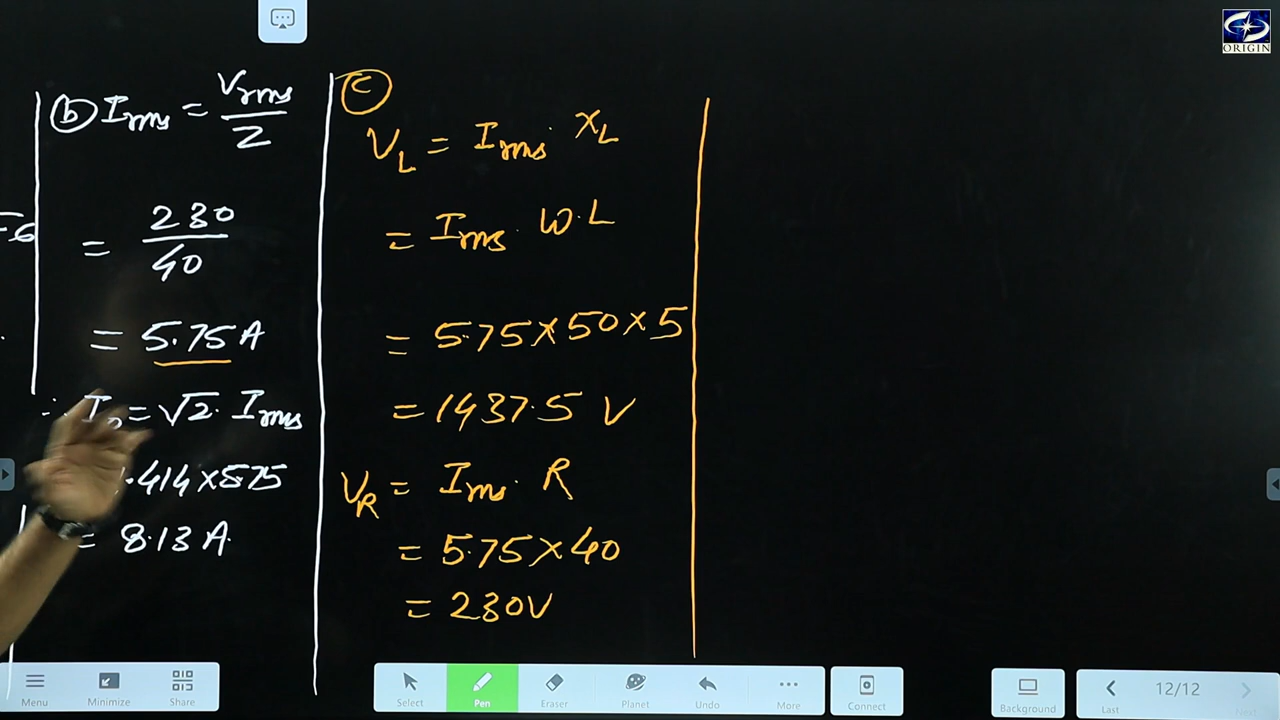 ORIGIN
(b) Irms = Vrms / Z
= 230 / 40
= 5.75 A
∴ I = √2 · Irms
.414 × 5.75
= 8.13 A
(c)
VL = Irms · XL
= Irms · W · L
= 5.75 × 50 × 5
= 1437.5 V
VR = Irms · R
= 5.75 × 40
= 230V
Menu Minimize Share Select Pen Eraser Planet Undo More Connect Background Last 12/12 Next